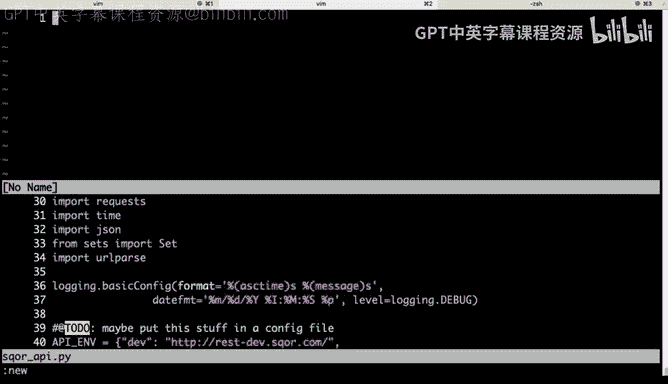 vim ⌘1 vim ⌘2 -zsh ⌘3
GPT中英字幕课程资源@bilibili.com
GPT中英字幕课程资源 bilibili
~
~
~
~
~
~
~
~
~
[No Name]
30 import requests
31 import time
32 import json
33 from sets import Set
34 import urlparse
35
36 logging.basicConfig(format='%(asctime)s %(message)s',
37 datefmt='%m/%d/%Y %I:%M:%S %p', level=logging.DEBUG)
38
39 #@TODO: maybe put this stuff in a config file
40 API_ENV = {"dev": "http://rest-dev.sqor.com/",
sqor_api.py
:new